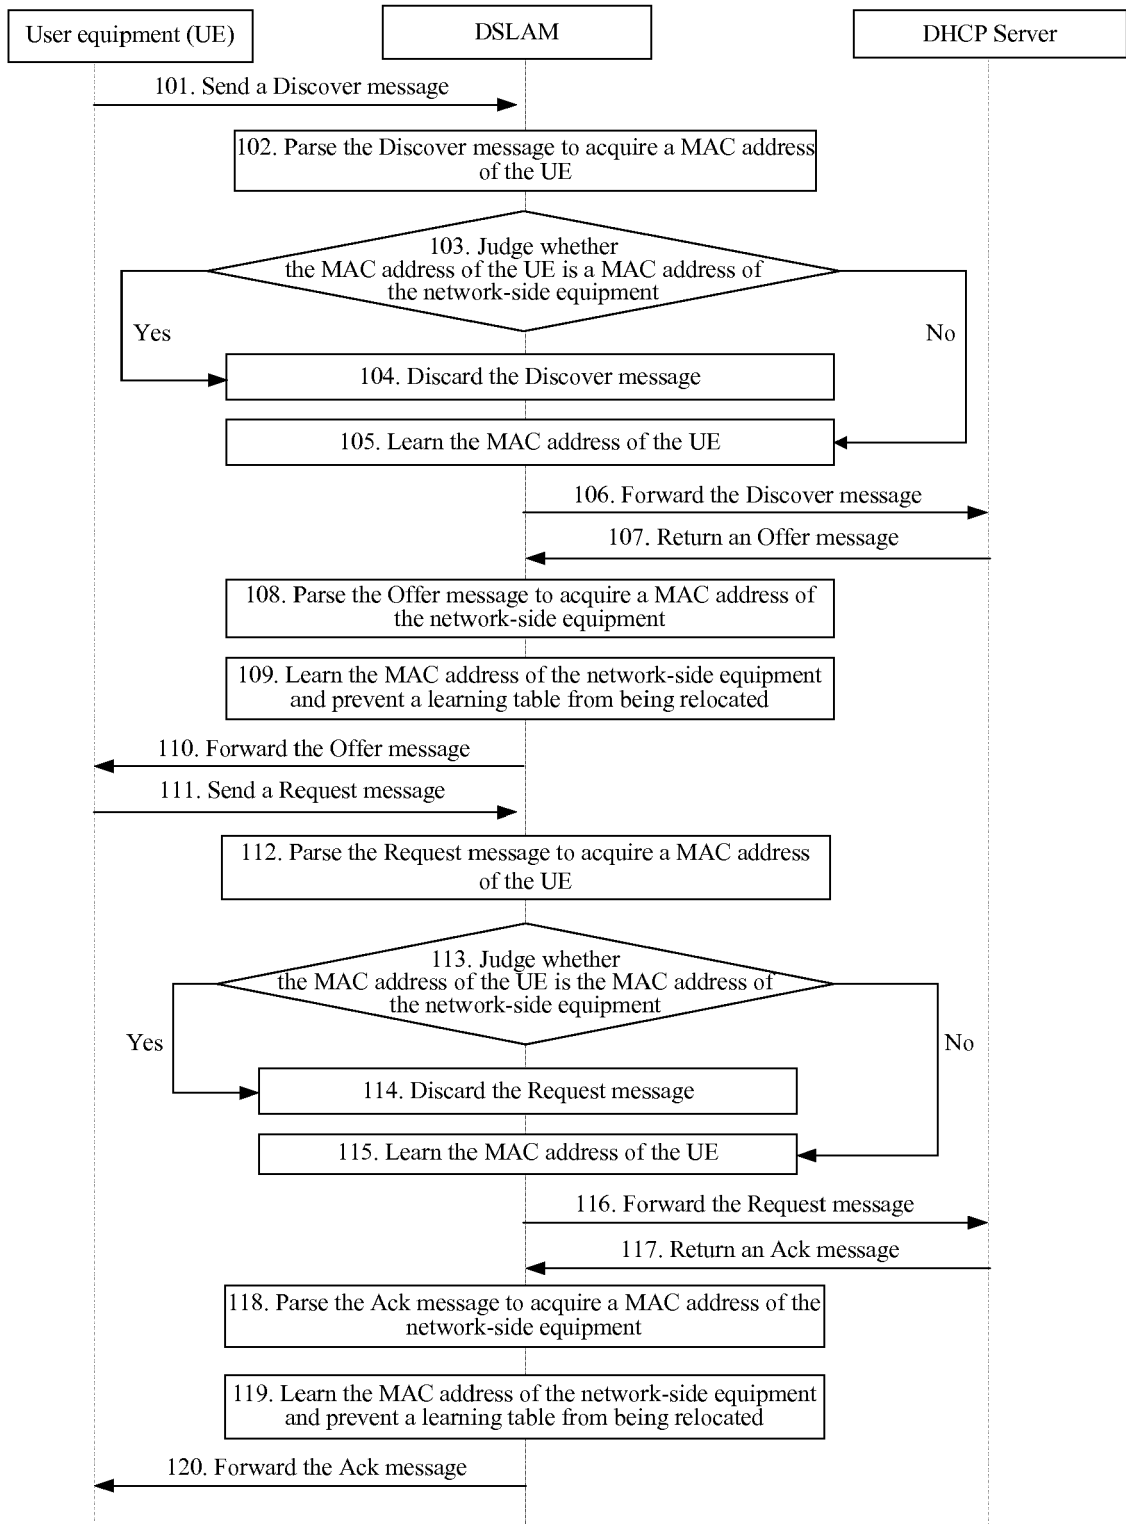 User equipment (UE)
DSLAM
DHCP Server
101. Send a Discover message
102. Parse the Discover message to acquire a MAC address
of the UE
103. Judge whether
the MAC address of the UE is a MAC address of
the network-side equipment
Yes
No
104. Discard the Discover message
105. Learn the MAC address of the UE
106. Forward the Discover message
107. Return an Offer message
108. Parse the Offer message to acquire a MAC address of
the network-side equipment
109. Learn the MAC address of the network-side equipment
and prevent a learning table from being relocated
110. Forward the Offer message
111. Send a Request message
112. Parse the Request message to acquire a MAC address
of the UE
113. Judge whether
the MAC address of the UE is the MAC address of
the network-side equipment
Yes
No
114. Discard the Request message
115. Learn the MAC address of the UE
116. Forward the Request message
117. Return an Ack message
118. Parse the Ack message to acquire a MAC address of the
network-side equipment
119. Learn the MAC address of the network-side equipment
and prevent a learning table from being relocated
120. Forward the Ack message